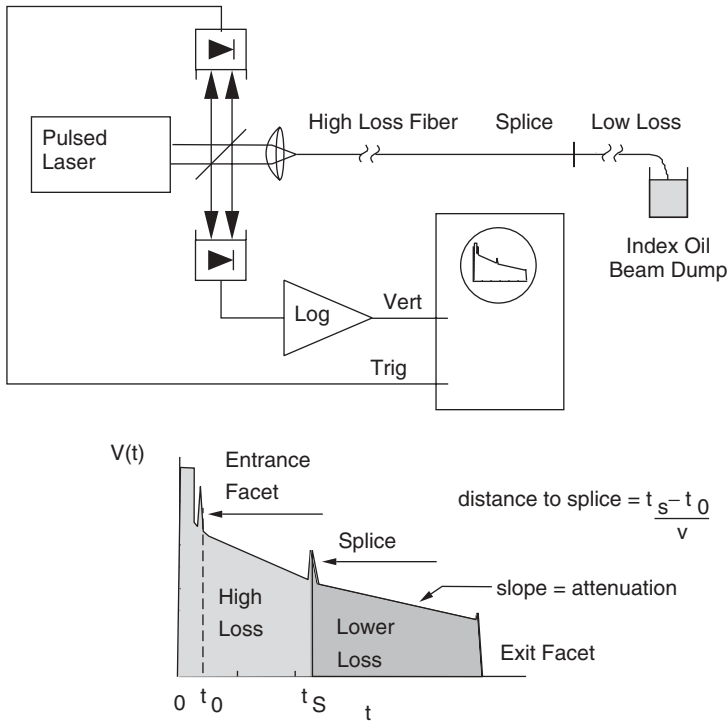 Pulsed
Laser
High Loss Fiber
Splice
Low Loss
Index Oil
Beam Dump
Log
Vert
Trig
V(t)
Entrance
Facet
distance to splice = t s – t 0
v
Splice
slope = attenuation
High
Loss
Lower
Loss
Exit Facet
0
t 0
t S
t